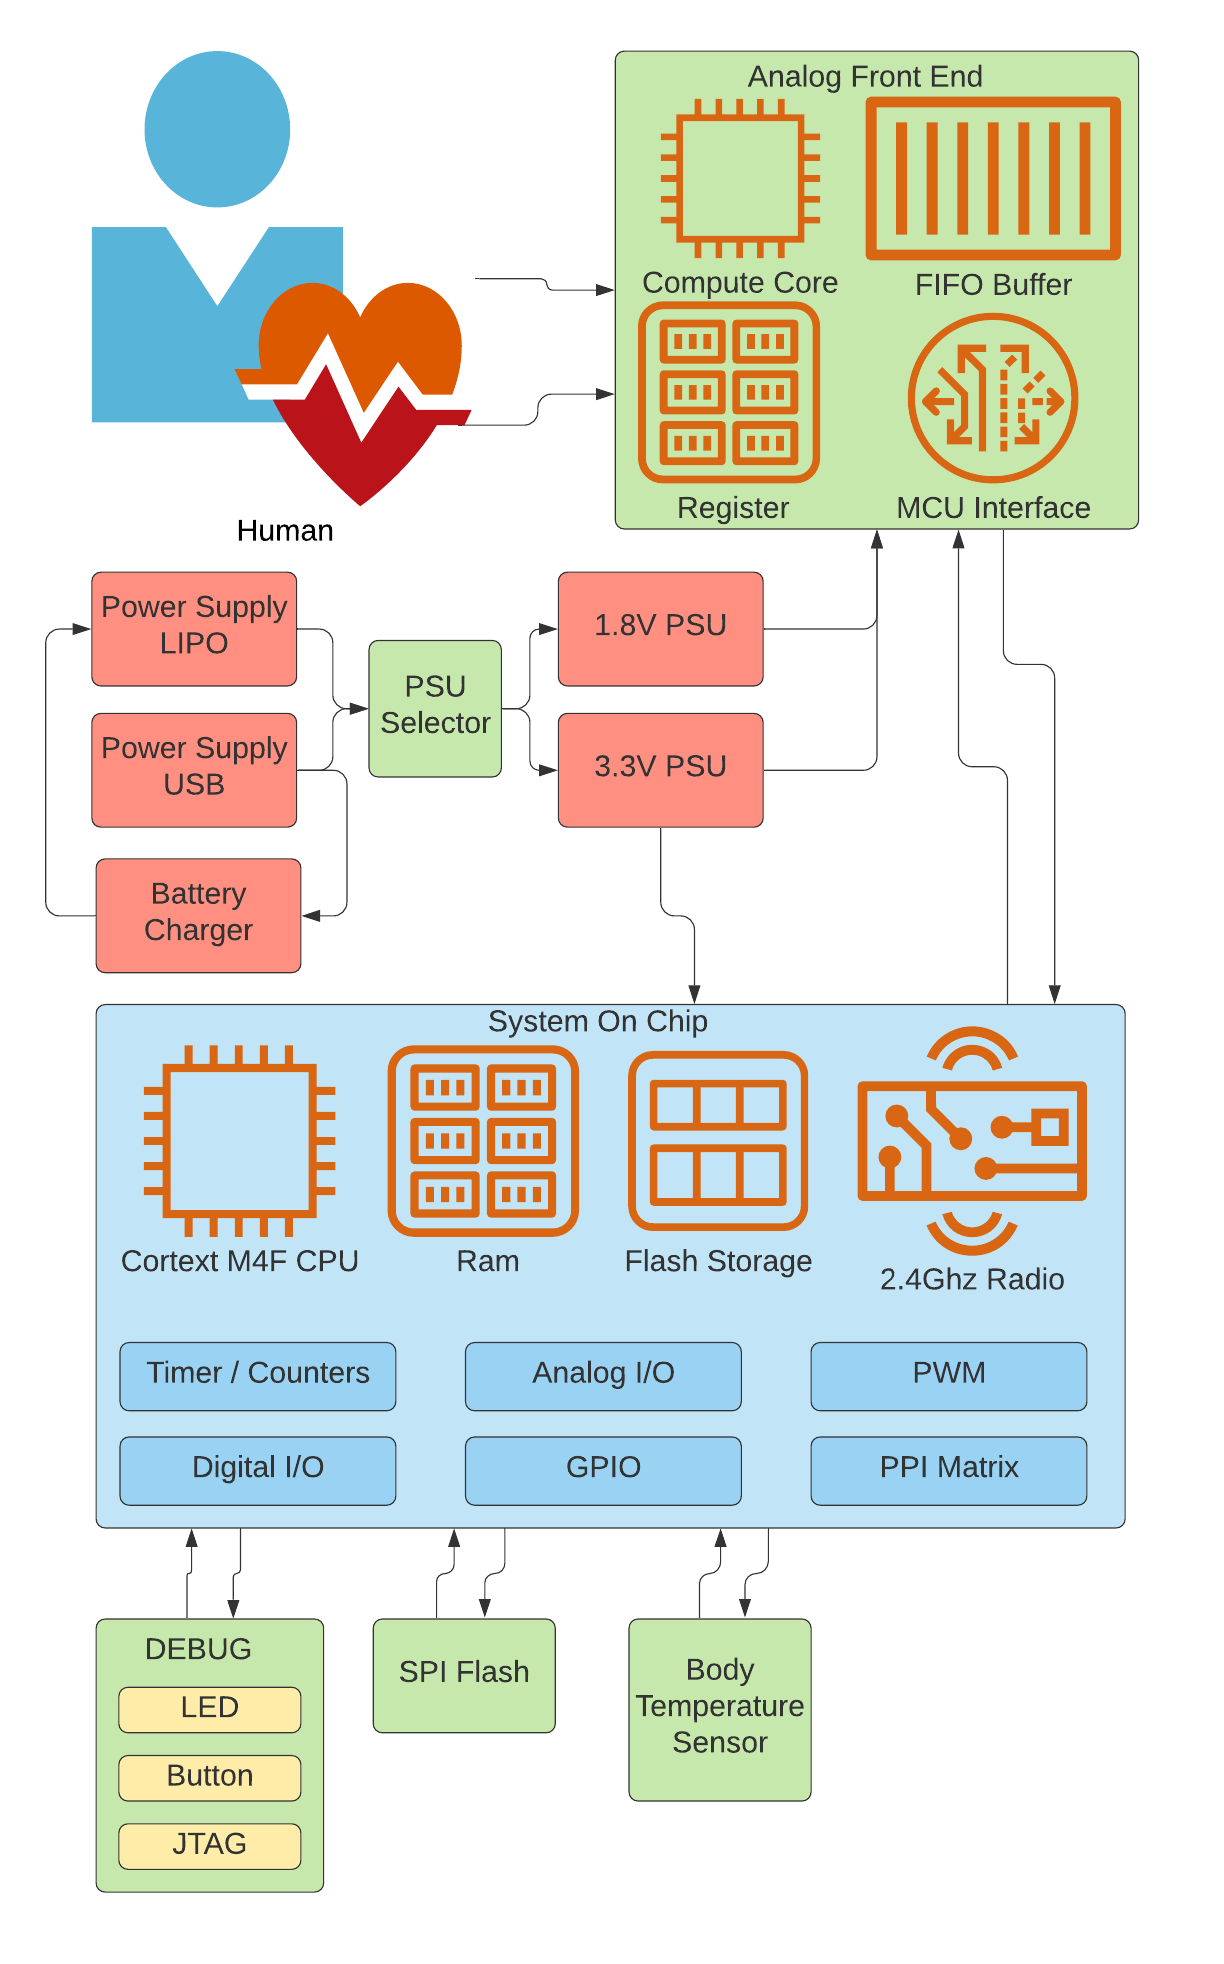 Analog Front End
Compute Core
FIFO Buffer
Register
MCU Interface
Human
Power Supply
LIPO
1.8V PSU
PSU
Selector
Power Supply
USB
3.3V PSU
Battery
Charger
System On Chip
Cortext M4F CPU
Ram
Flash Storage
2.4Ghz Radio
Timer / Counters
Analog I/O
PWM
Digital I/O
GPIO
PPI Matrix
DEBUG
LED
Button
JTAG
SPI Flash
Body
Temperature
Sensor